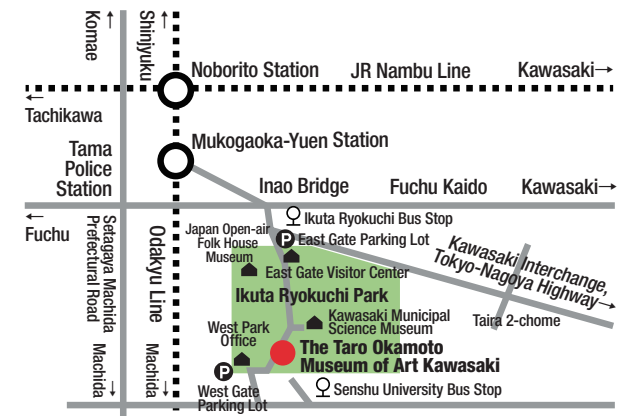 ← Komae
Shinjyuku →
Noborito Station
JR Nambu Line
Kawasaki→
←
Tachikawa
Mukogaoka-Yuen Station
Tama
Police
Station
Inao Bridge
Fuchu Kaido
Kawasaki→
←
Fuchu
Setagaya Machida
Prefectural Road
Odakyu Line
Ikuta Ryokuchi Bus Stop
Japan Open-air
Folk House
Museum
P East Gate Parking Lot
East Gate Visitor Center
Kawasaki Interchange,
Tokyo-Nagoya Highway→
Ikuta Ryokuchi Park
Kawasaki Municipal
Science Museum
Taira 2-chome
West Park
Office
The Taro Okamoto
Museum of Art Kawasaki
Machida→
Machida→
P
West Gate
Parking Lot
Senshu University Bus Stop